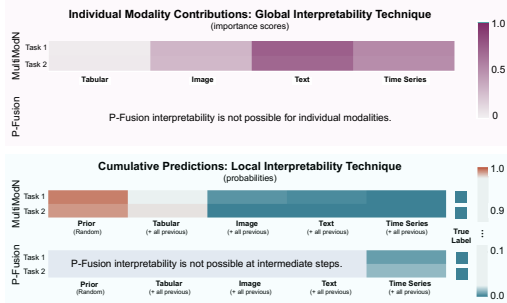 Individual Modality Contributions: Global Interpretability Technique
(importance scores)
MultiModN
Task 1
Task 2
Tabular Image Text Time Series
1.0
0.5
0
P-Fusion
P-Fusion interpretability is not possible for individual modalities.
Cumulative Predictions: Local Interpretability Technique
(probabilities)
MultiModN
Task 1
Task 2
Prior Tabular Image Text Time Series
(Random) (+ all previous) (+ all previous) (+ all previous) (+ all previous)
True
Label
1.0
0.9
⋮
0.1
0.0
P-Fusion
Task 1
Task 2
P-Fusion interpretability is not possible at intermediate steps.
Prior Tabular Image Text Time Series
(Random) (+ all previous) (+ all previous) (+ all previous) (+ all previous)